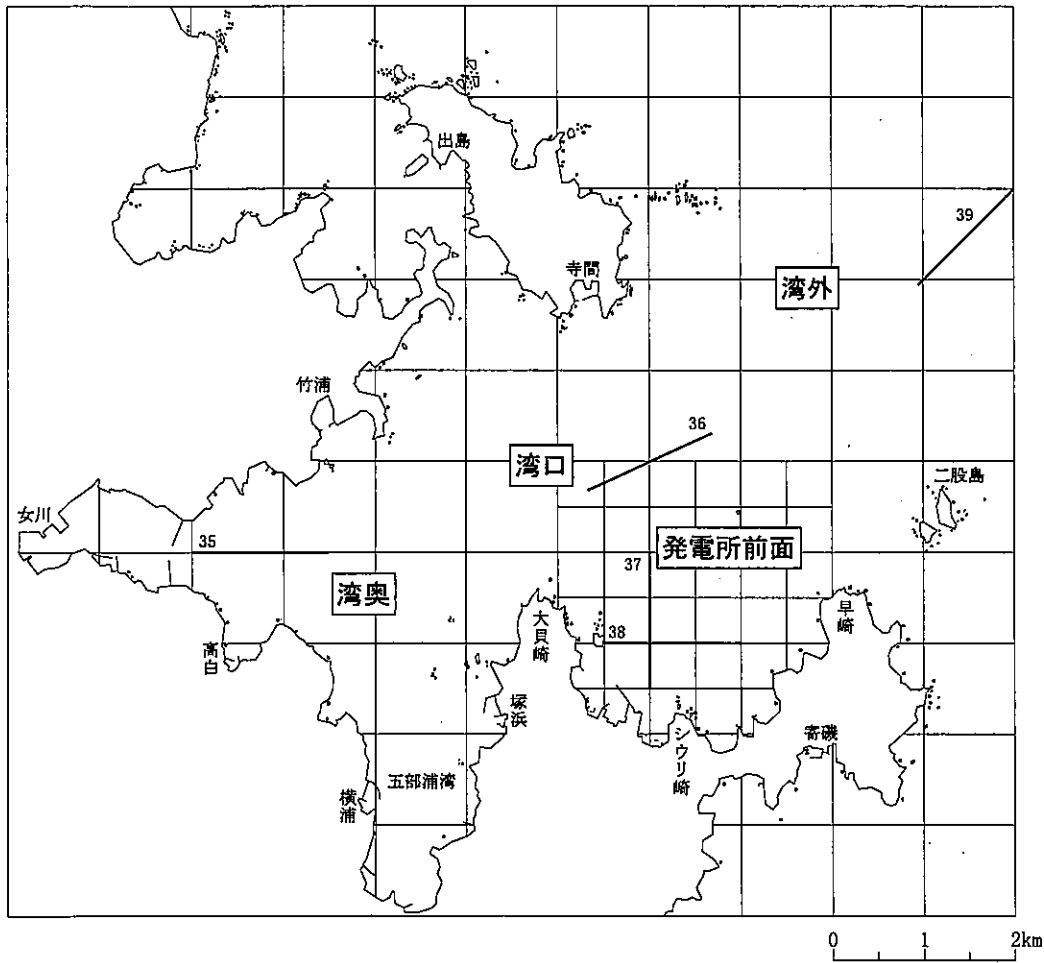 出島
39
寺間
湾外
竹浦
36
湾口
二股島
女川
35
発電所前面
37
湾奥
大貝崎
38
早崎
高白
塚浜
シウリ崎
寄磯
五部浦湾
横浦
0 1 2km